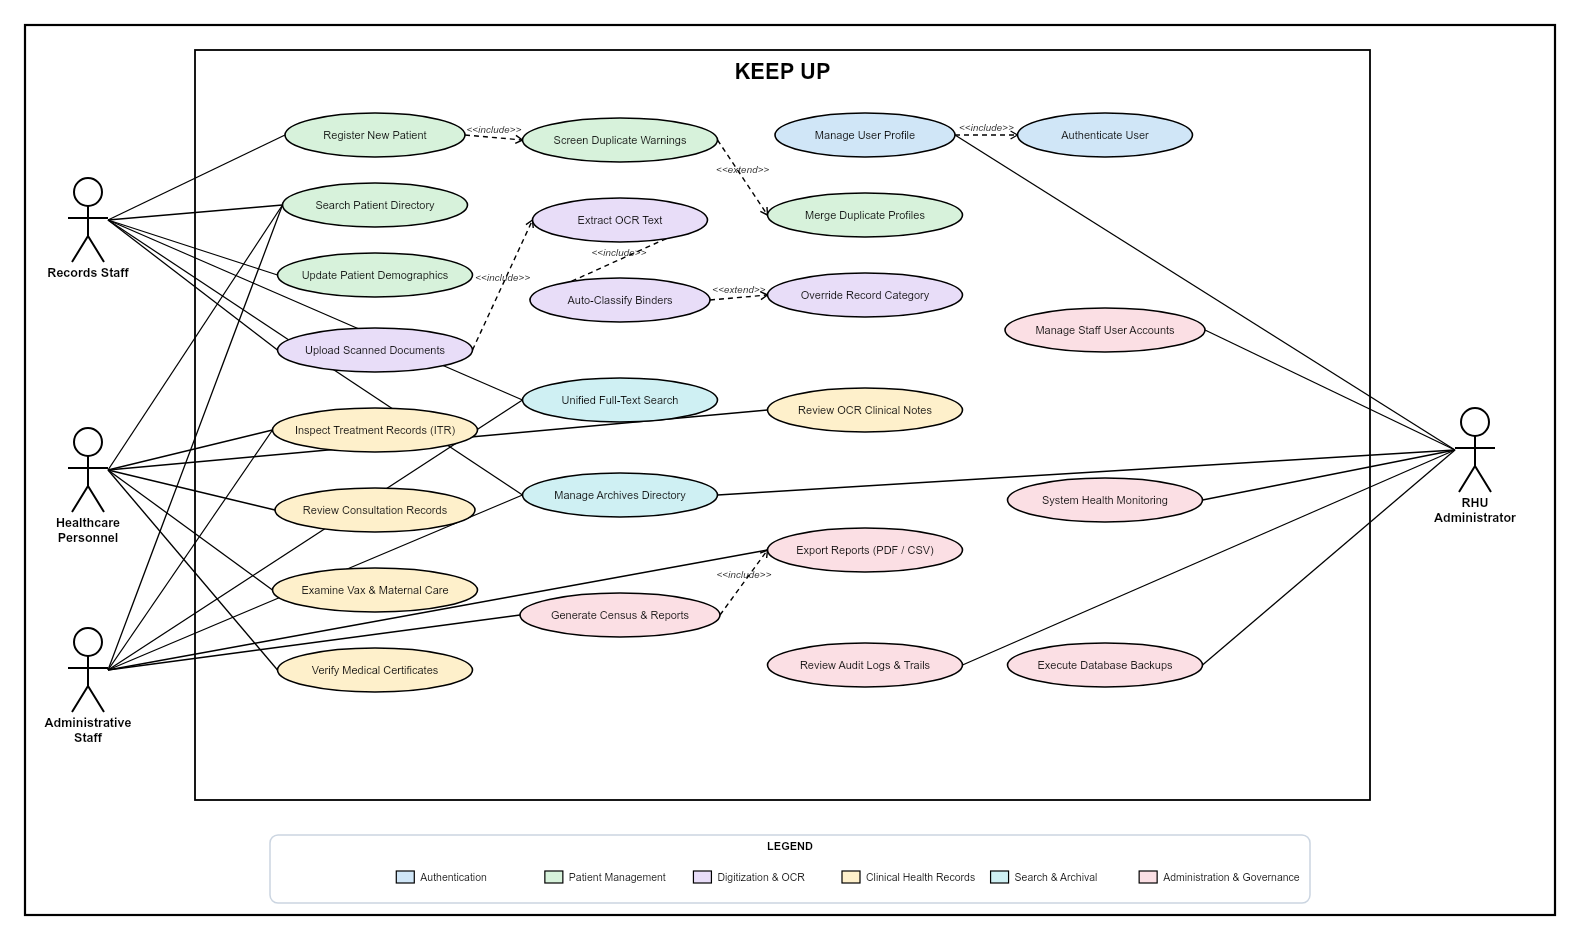 KEEP UP
Register New Patient
<<include>>
Screen Duplicate Warnings
Manage User Profile
<<include>>
Authenticate User
<<extend>>
Search Patient Directory
Extract OCR Text
Merge Duplicate Profiles
<<include>>
Records Staff
Update Patient Demographics
<<include>>
Auto-Classify Binders
<<extend>>
Override Record Category
Manage Staff User Accounts
Upload Scanned Documents
Unified Full-Text Search
Review OCR Clinical Notes
Inspect Treatment Records (ITR)
Manage Archives Directory
System Health Monitoring
RHU
Administrator
Healthcare
Personnel
Review Consultation Records
Export Reports (PDF / CSV)
<<include>>
Examine Vax & Maternal Care
Generate Census & Reports
Verify Medical Certificates
Review Audit Logs & Trails
Execute Database Backups
Administrative
Staff
LEGEND
Authentication
Patient Management
Digitization & OCR
Clinical Health Records
Search & Archival
Administration & Governance